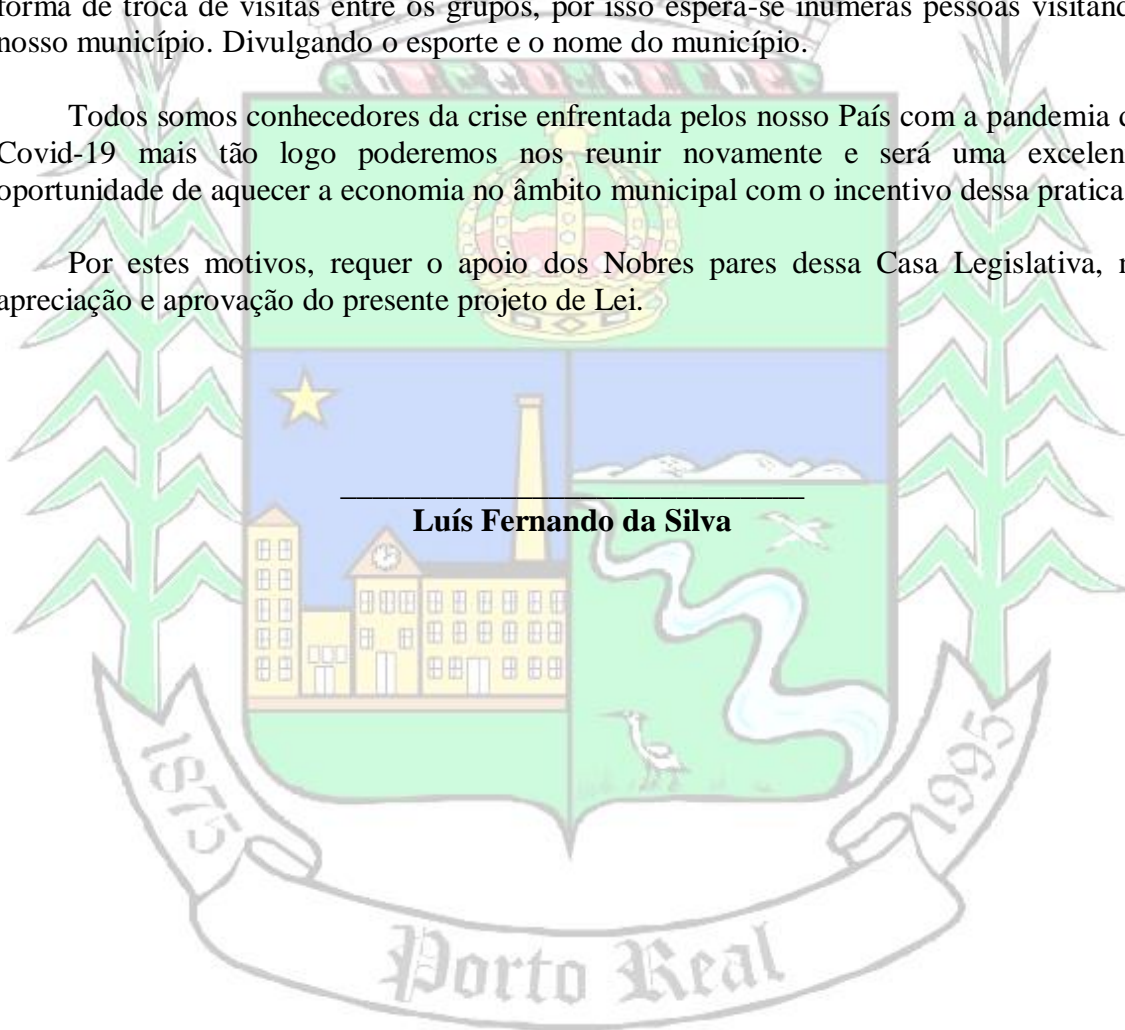 forma de troca de visitas entre os grupos, por isso espera-se inúmeras pessoas
nosso município. Divulgando o esporte e o nome do município.
Todos somos conhecedores da crise enfrentada pelos nosso País com a pandemia
Covid-19 mais tão logo poderemos nos reunir novamente e será uma
oportunidade de aquecer a economia no âmbito municipal com o incentivo dessa pratica
Por estes motivos, requer o apoio dos Nobres pares dessa Casa Legislativa,
apreciação e aprovação do presente projeto de Lei.
Luís Fernando da Silva
1875
1995
Porto Real